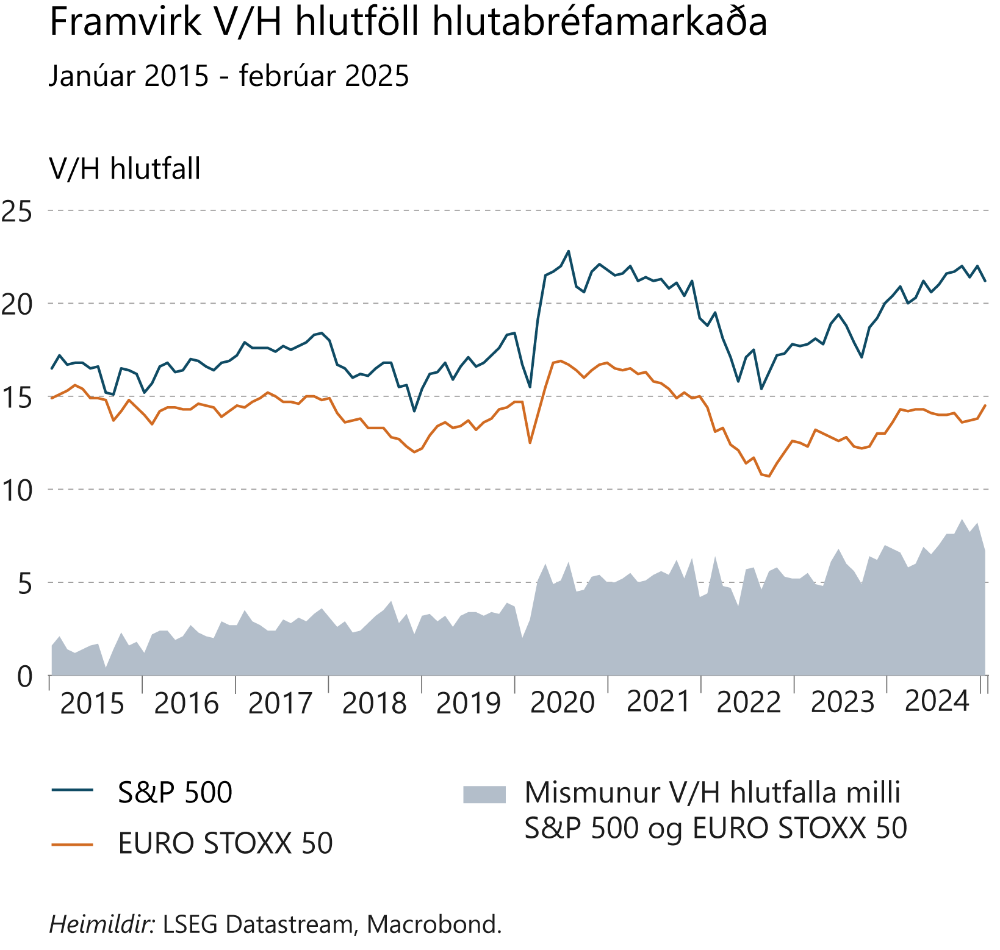 Framvirk V/H hlutföll hlutabréfamarkaða
Janúar 2015 - febrúar 2025
V/H hlutfall
25
20
15
10
5
0
2015 2016 2017 2018 2019 2020 2021 2022 2023 2024
S&P 500
EURO STOXX 50
Mismunur V/H hlutfalla milli
S&P 500 og EURO STOXX 50
Heimildir: LSEG Datastream, Macrobond.